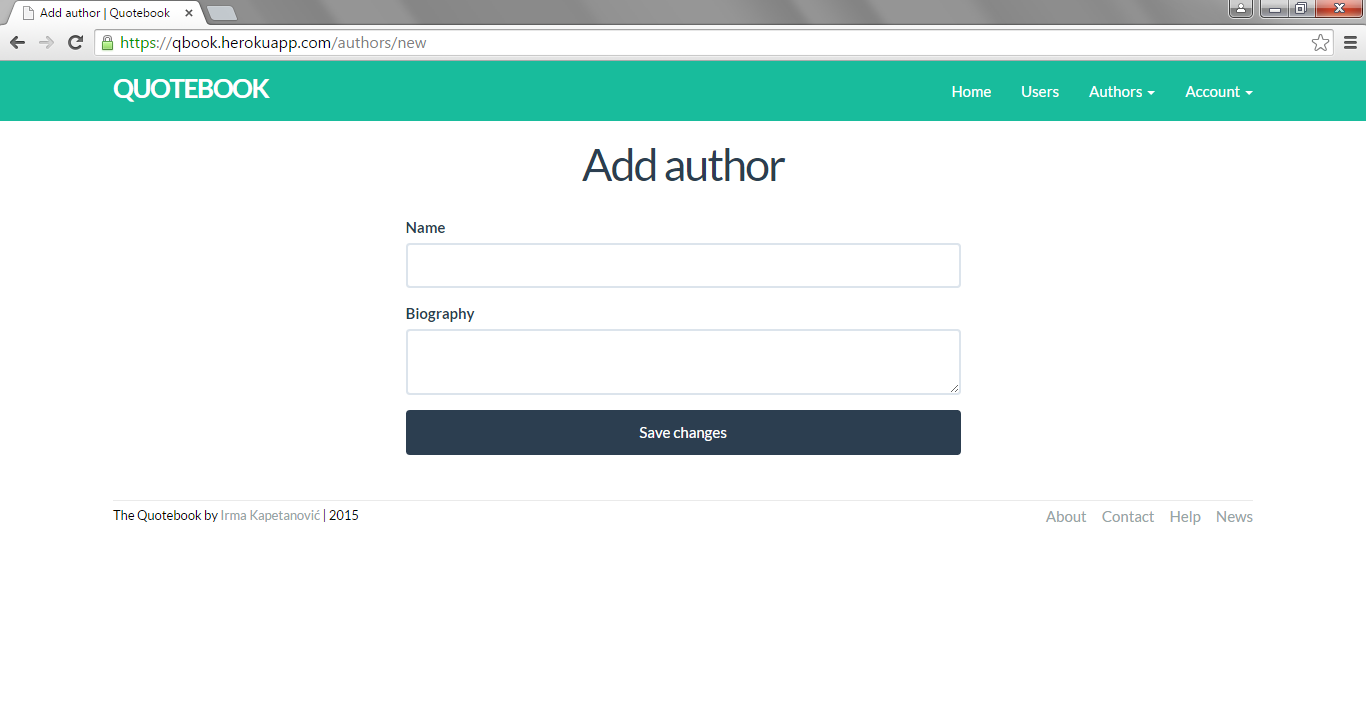 Add author | Quotebook
https://qbook.herokuapp.com/authors/new
QUOTEBOOK
Home Users Authors Account
Add author
Name
Biography
Save changes
The Quotebook by Irma Kapetanović | 2015
About Contact Help News